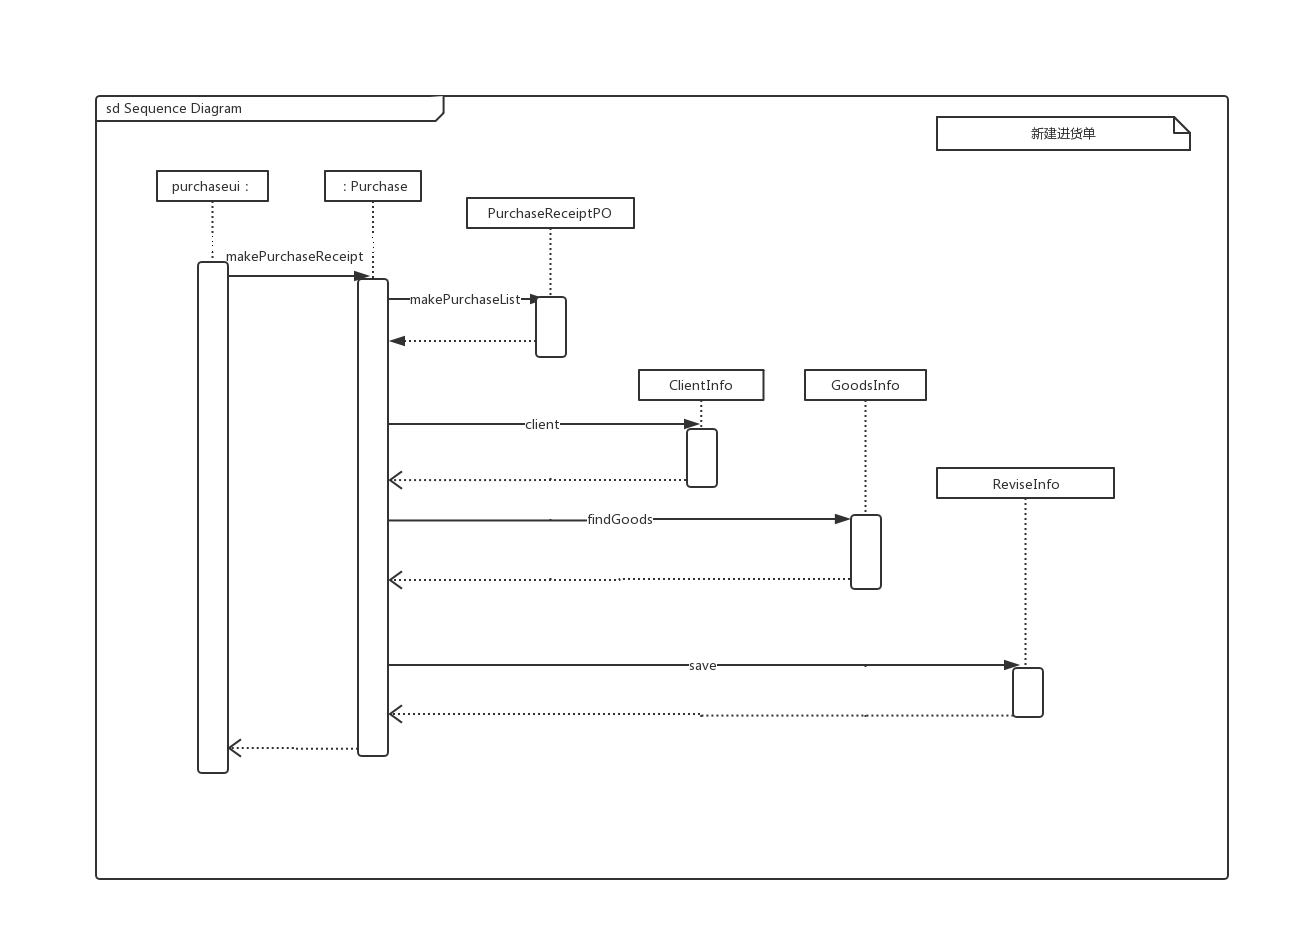 sd Sequence Diagram
新建进货单
purchaseui :
: Purchase
PurchaseReceiptPO
makePurchaseReceipt
makePurchaseList
ClientInfo
GoodsInfo
client
ReviseInfo
findGoods
save